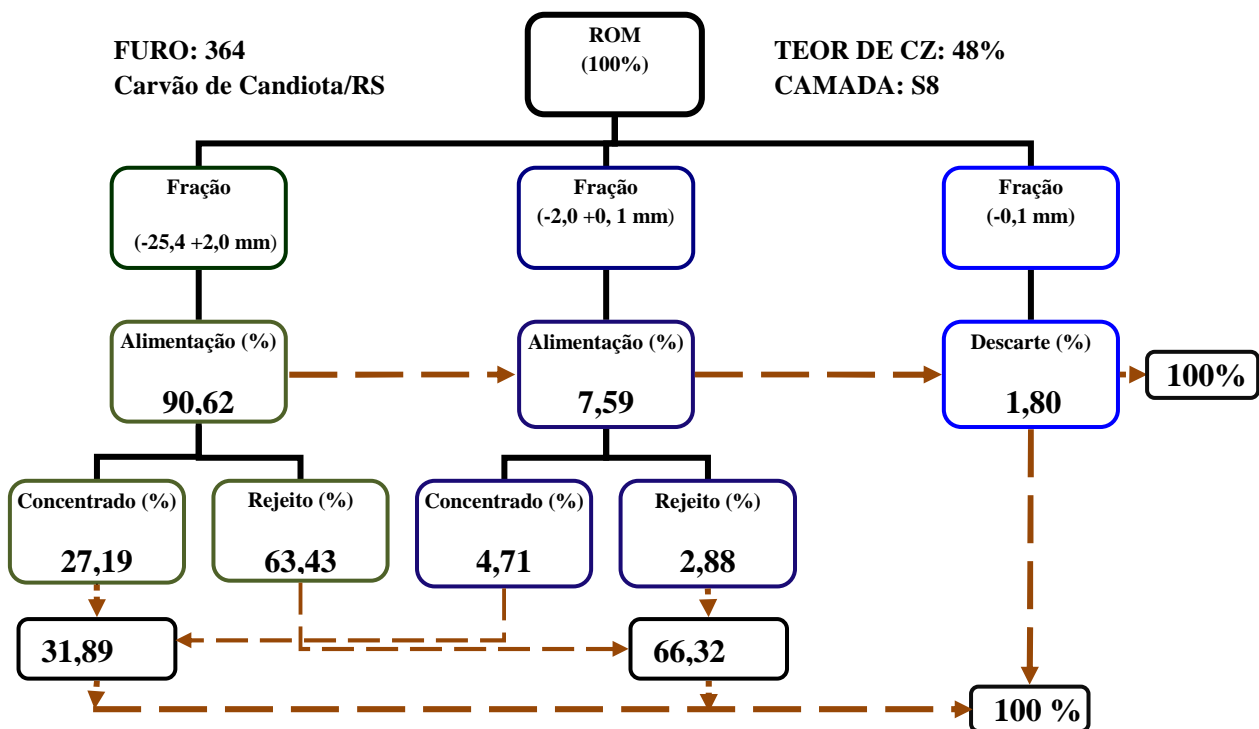 FURO: 364
Carvão de Candiota/RS
ROM
(100%)
TEOR DE CZ: 48%
CAMADA: S8
Fração
(-25,4 +2,0 mm)
Fração
(-2,0 +0, 1 mm)
Fração
(-0,1 mm)
Alimentação (%)
90,62
Alimentação (%)
7,59
Descarte (%)
1,80
100%
Concentrado (%)
27,19
Rejeito (%)
63,43
Concentrado (%)
4,71
Rejeito (%)
2,88
31,89
66,32
100 %